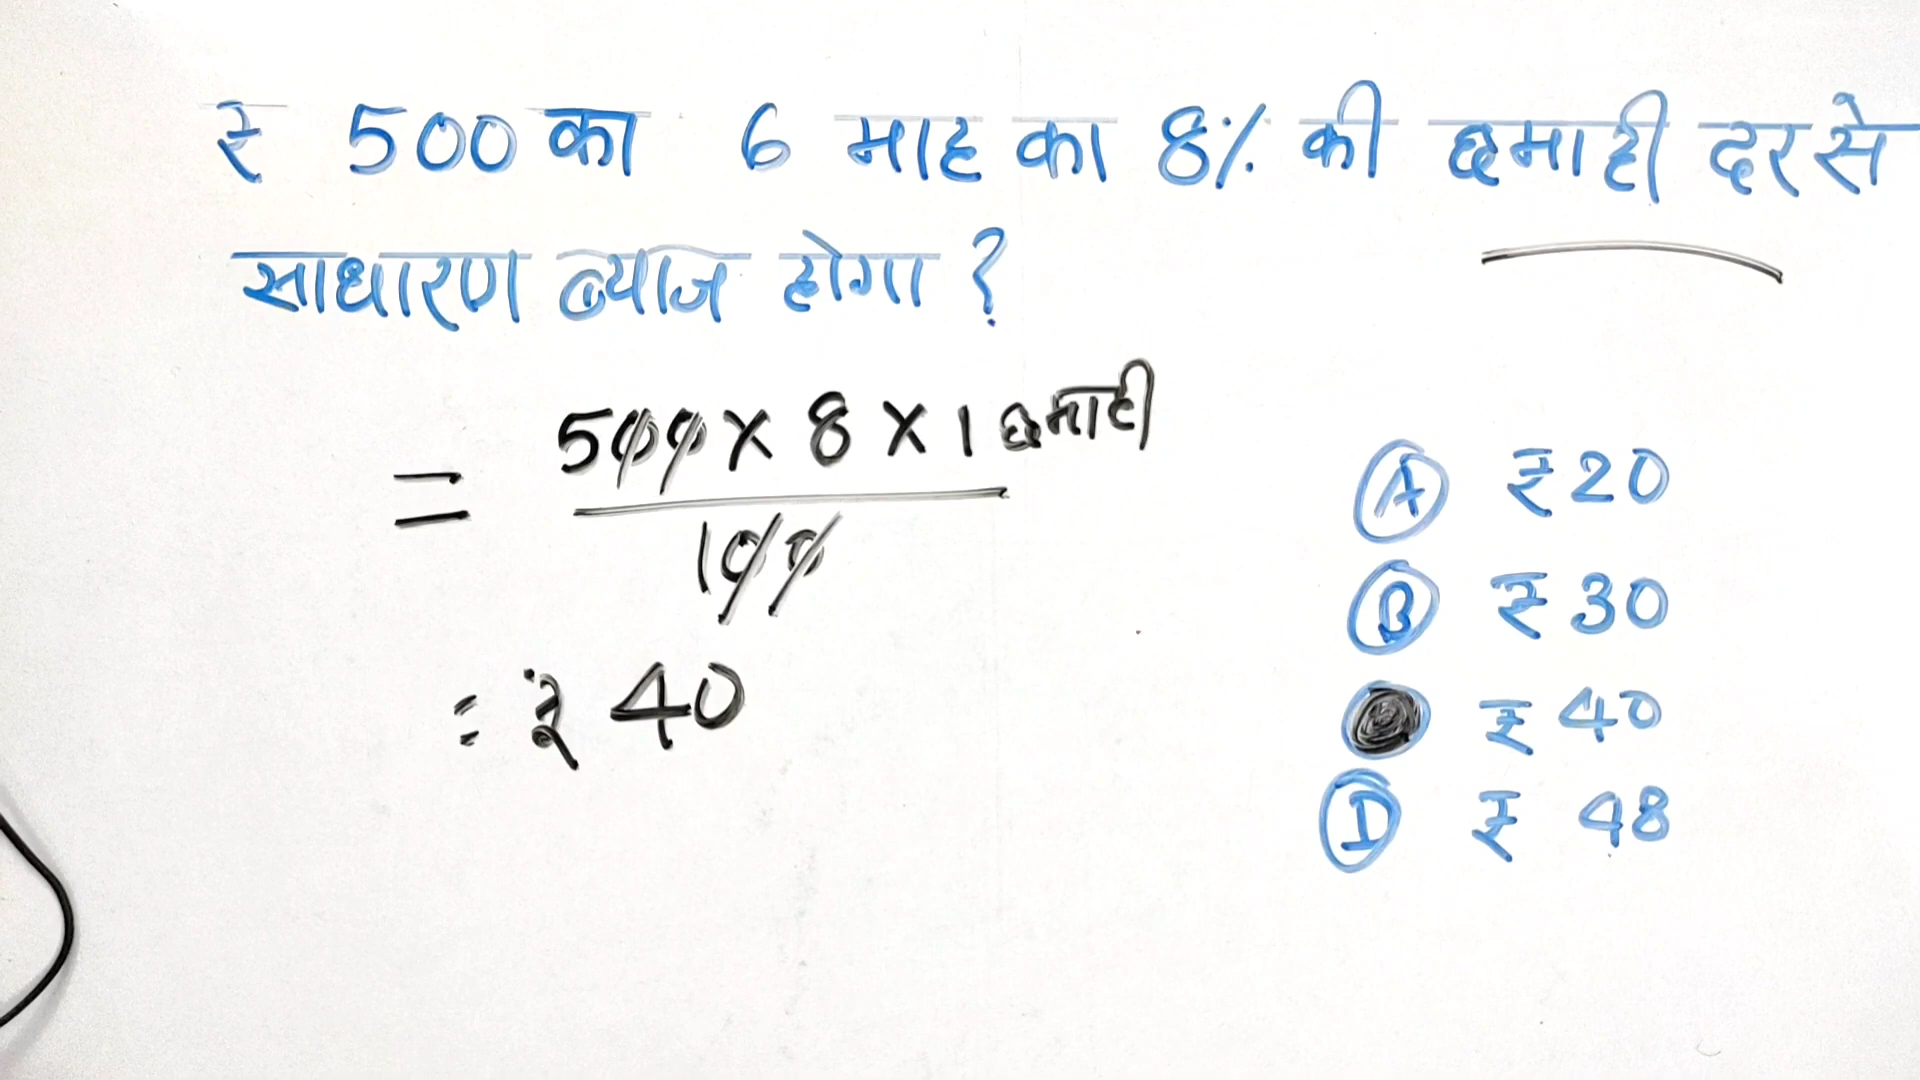 ₹ 500 का 6 माह का 8% की छमाही दर से
साधारण ब्याज होगा ?
= 500 × 8 × 1 छमाही
100
= ₹ 40
A ₹ 20
B ₹ 30
₹ 40
D ₹ 48